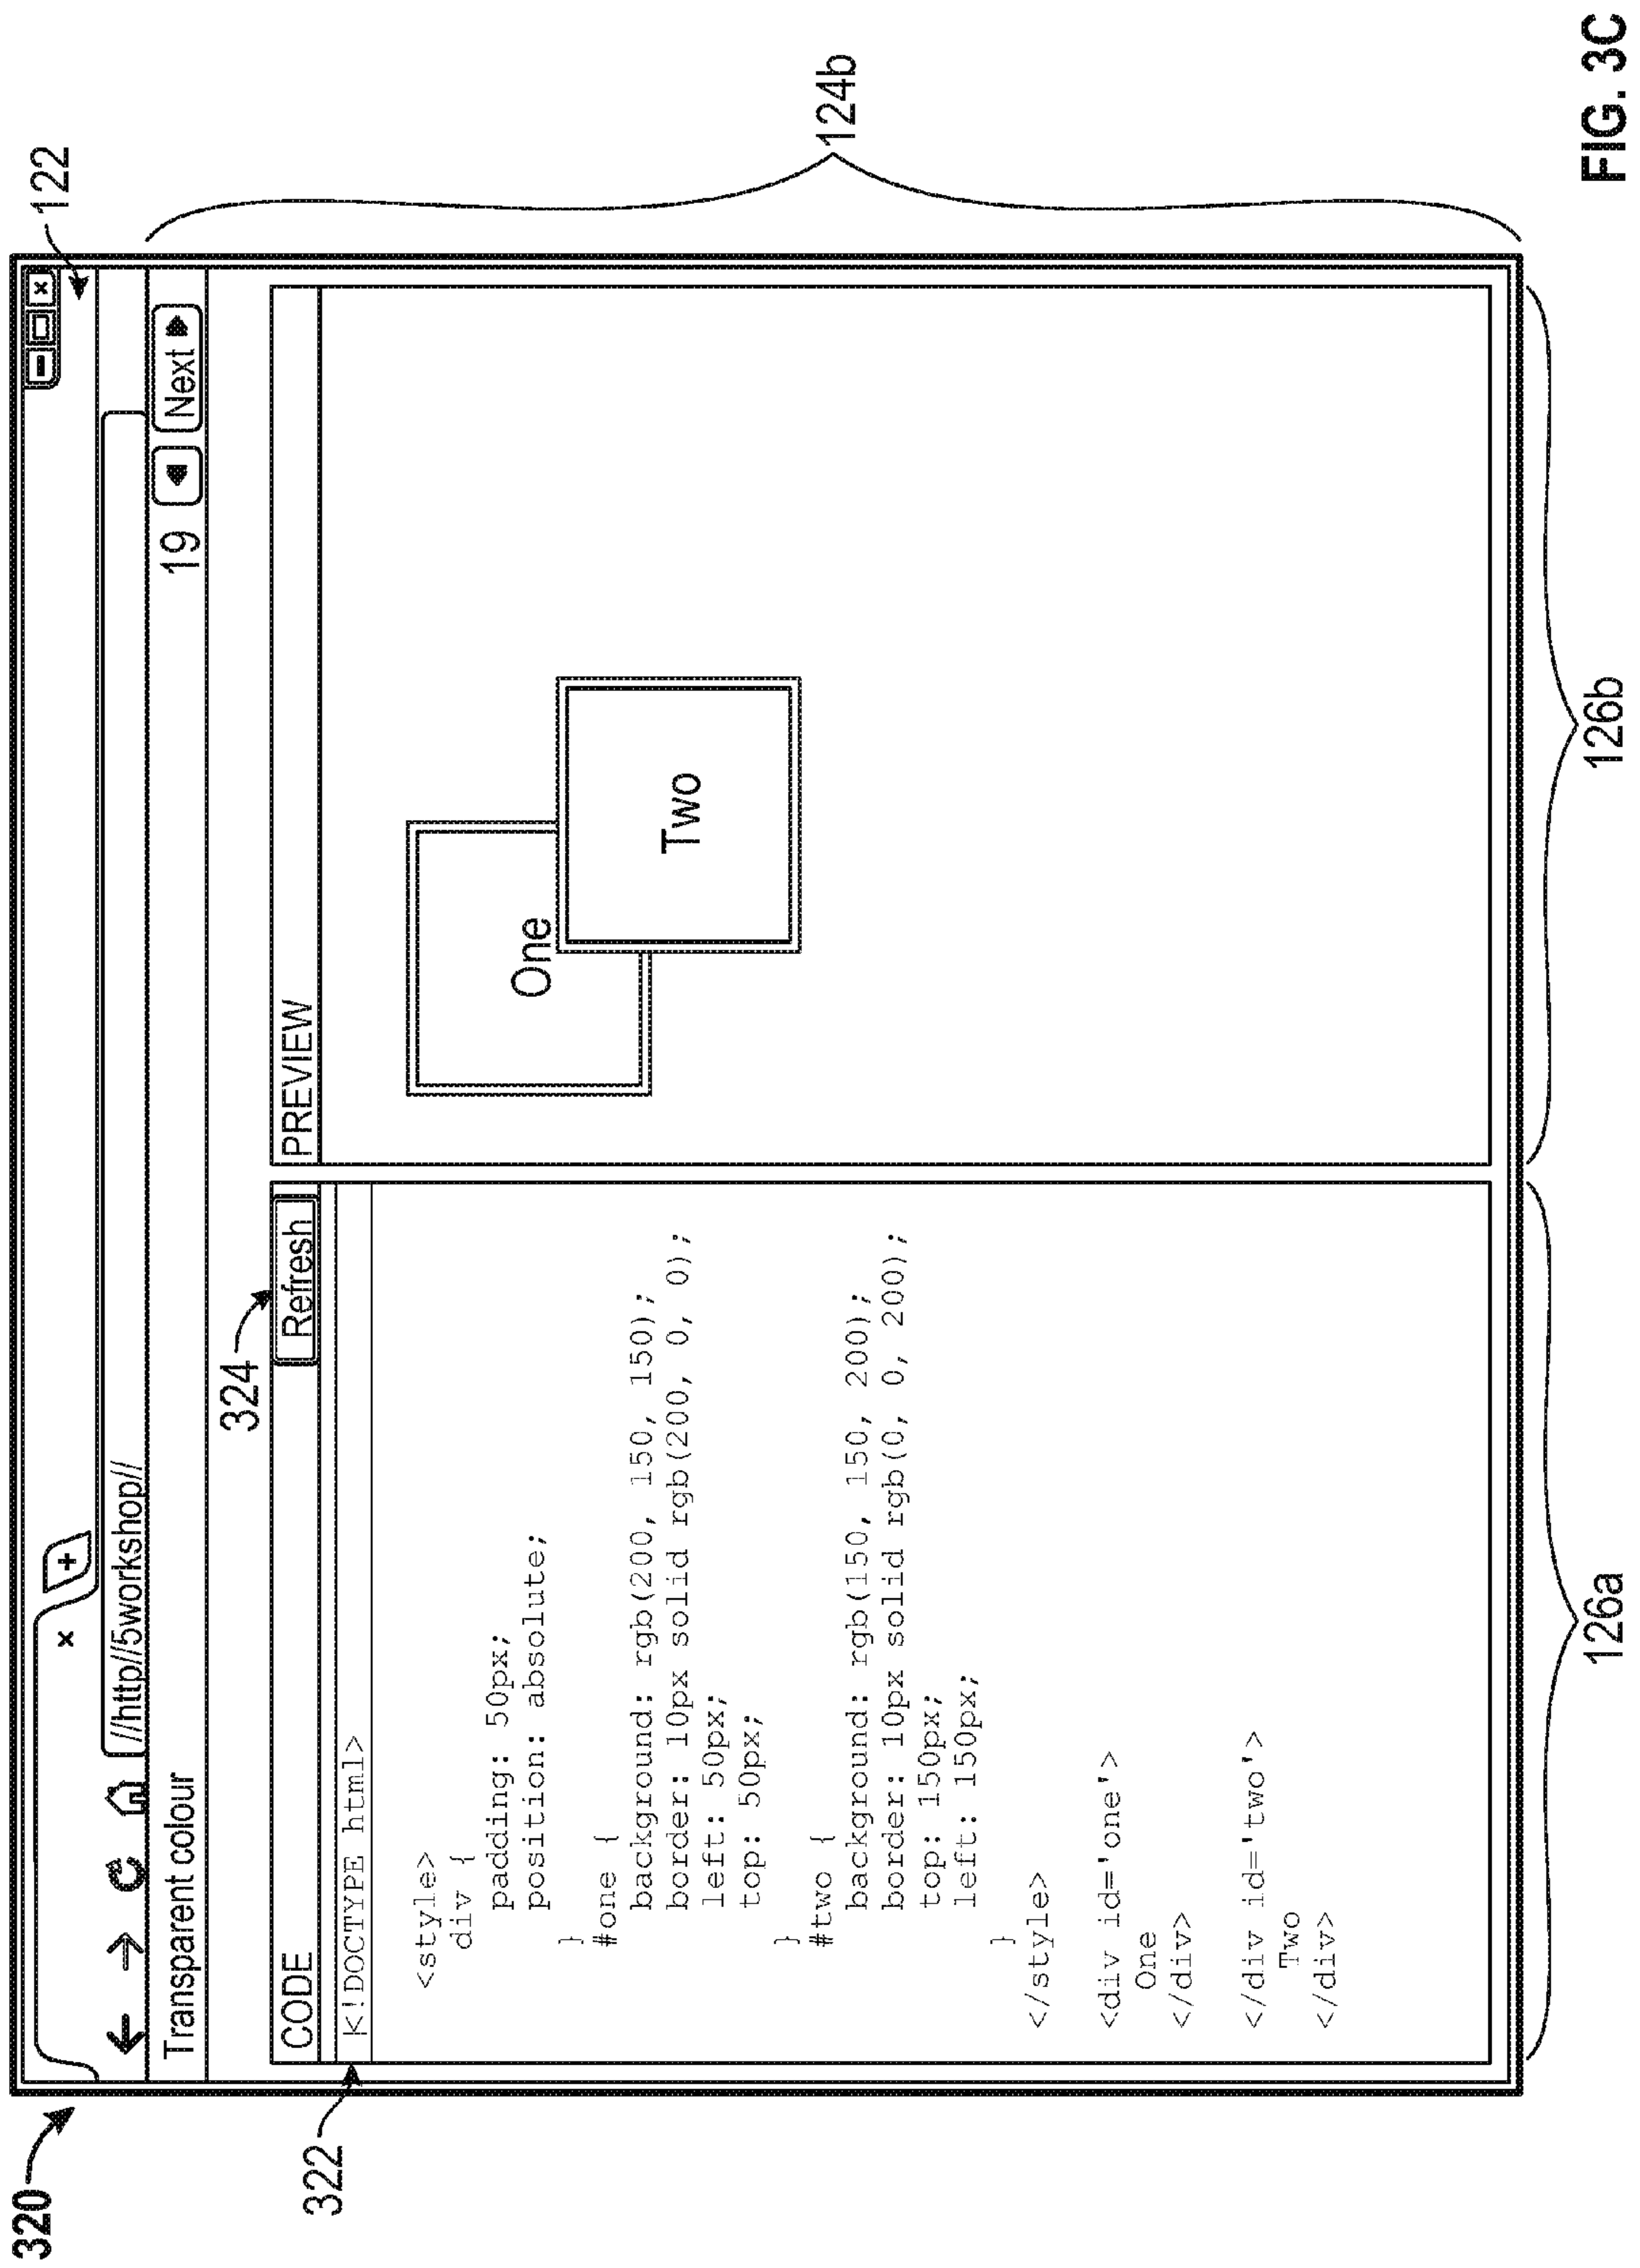 320
122
×
+
//http//5workshop//
Transparent colour
19
Next
324
CODE
Refresh
PREVIEW
322
<!DOCTYPE html>
<style>
div {
padding: 50px;
position: absolute;
}
#one {
background: rgb(200, 150, 150);
border: 10px solid rgb(200, 0, 0);
left: 50px;
top: 50px;
}
#two {
background: rgb(150, 150, 200);
border: 10px solid rgb(0, 0, 200);
top: 150px;
left: 150px;
}
</style>
<div id='one'>
One
</div>
</div id='two'>
Two
</div>
One
Two
124b
126a
126b
FIG. 3C